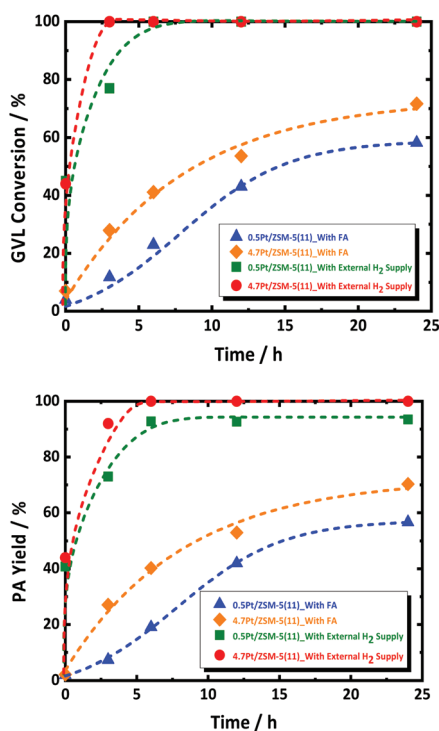 GVL Conversion / %
100
80
60
40
20
0
0.5Pt/ZSM-5(11)_With FA
4.7Pt/ZSM-5(11)_With FA
0.5Pt/ZSM-5(11)_With External H2 Supply
4.7Pt/ZSM-5(11)_With External H2 Supply
0 5 10 15 20 25
Time / h
PA Yield / %
100
80
60
40
20
0
0.5Pt/ZSM-5(11)_With FA
4.7Pt/ZSM-5(11)_With FA
0.5Pt/ZSM-5(11)_With External H2 Supply
4.7Pt/ZSM-5(11)_With External H2 Supply
0 5 10 15 20 25
Time / h